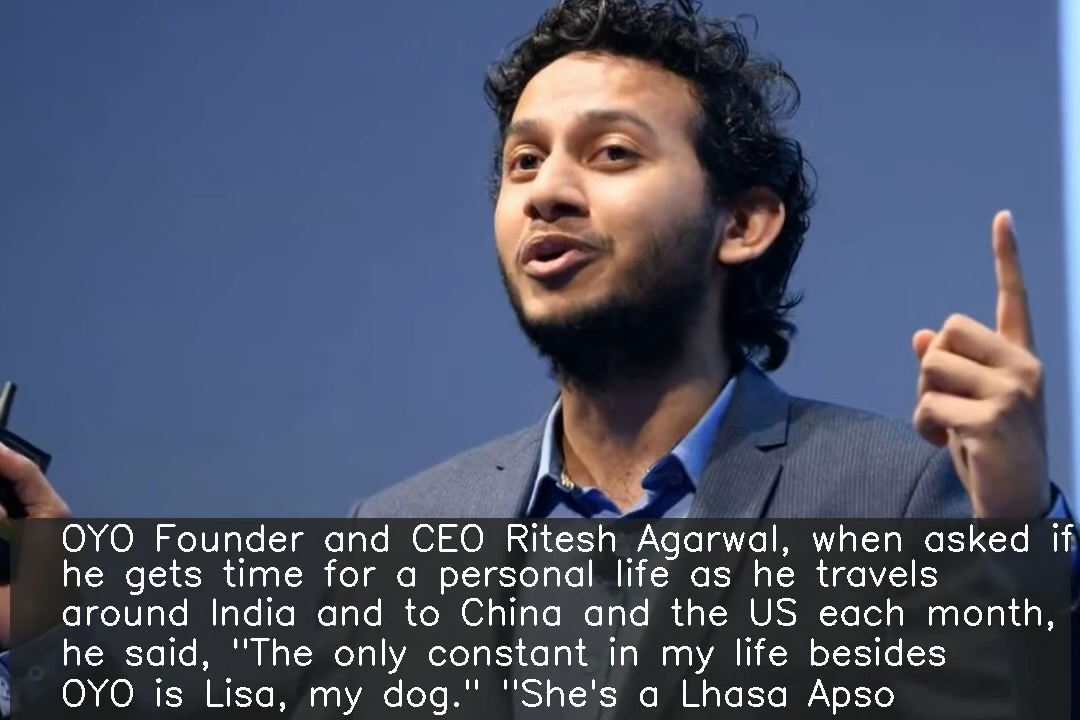 OYO Founder and CEO Ritesh Agarwal, when asked if
he gets time for a personal life as he travels
around India and to China and the US each month,
he said, "The only constant in my life besides
OYO is Lisa, my dog." "She's a Lhasa Apso